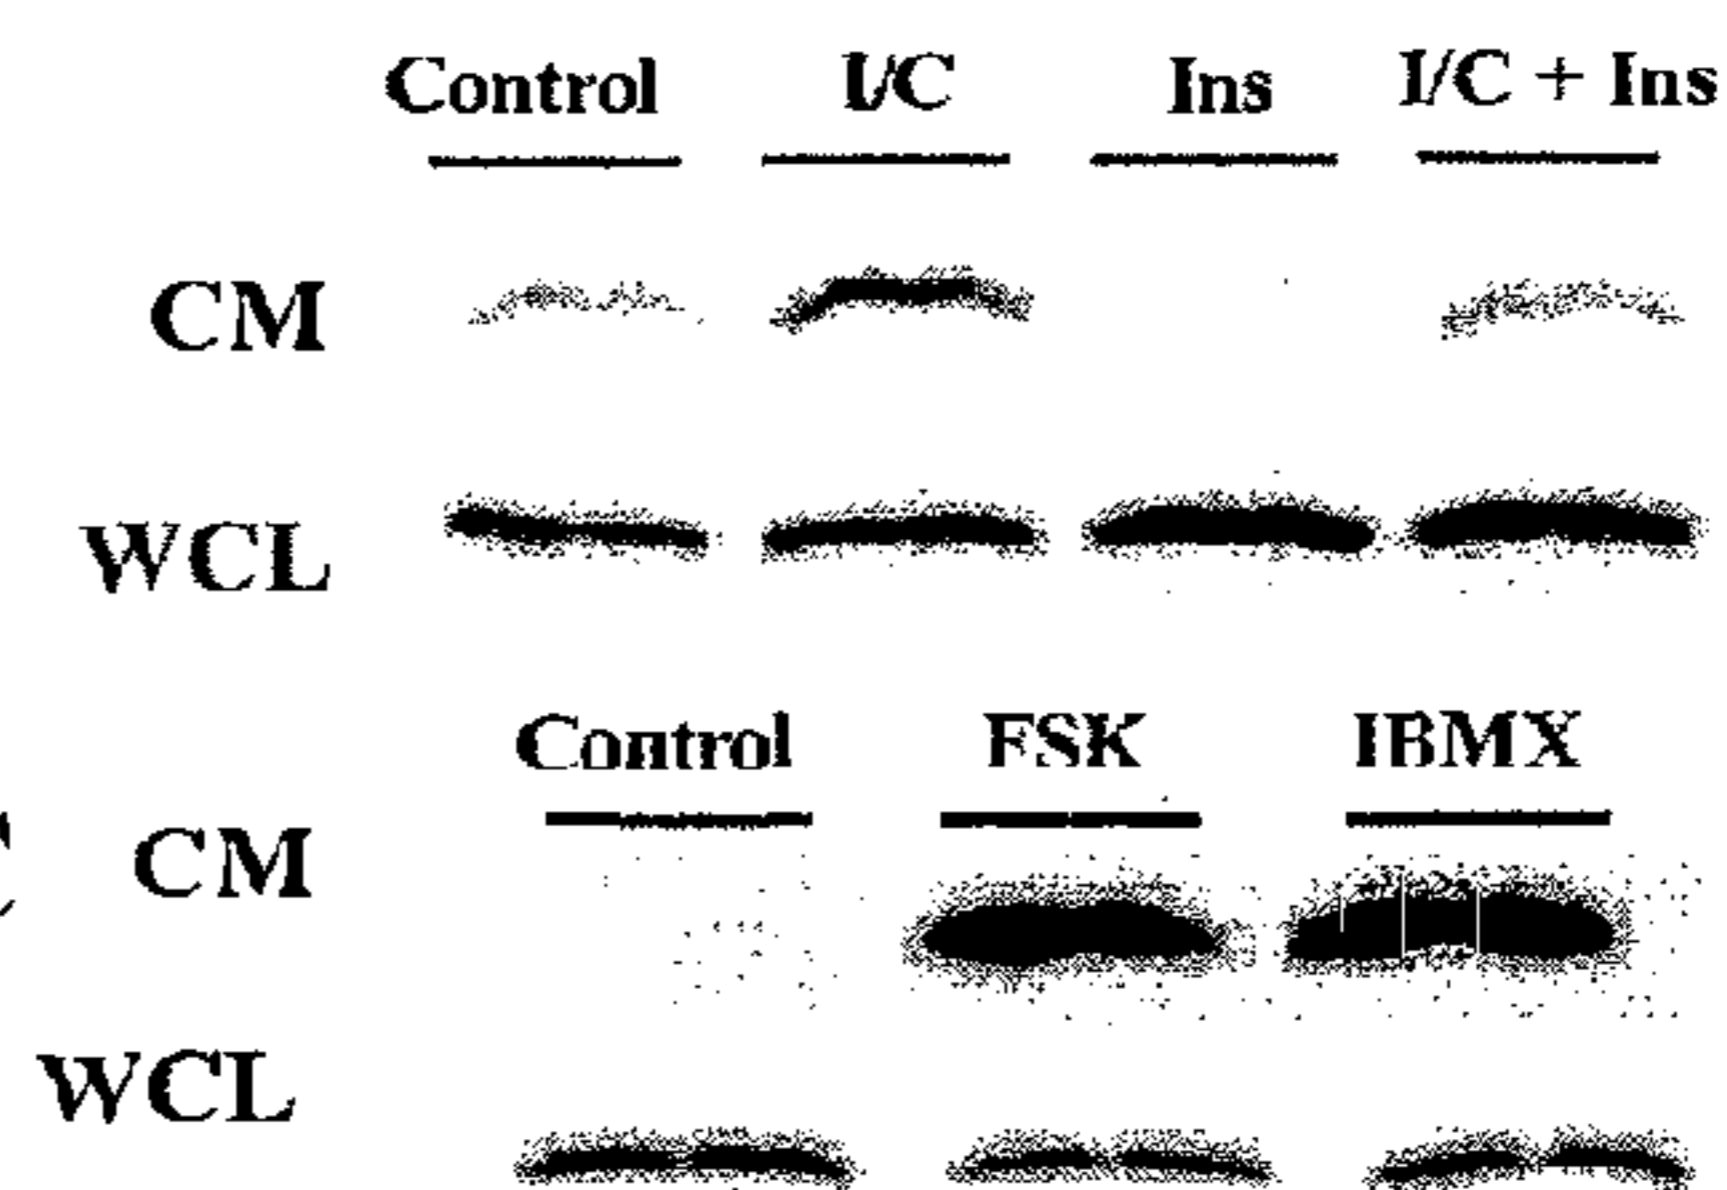 Control I/C Ins I/C + Ins
CM
WCL
Control FSK IBMX
CM
WCL